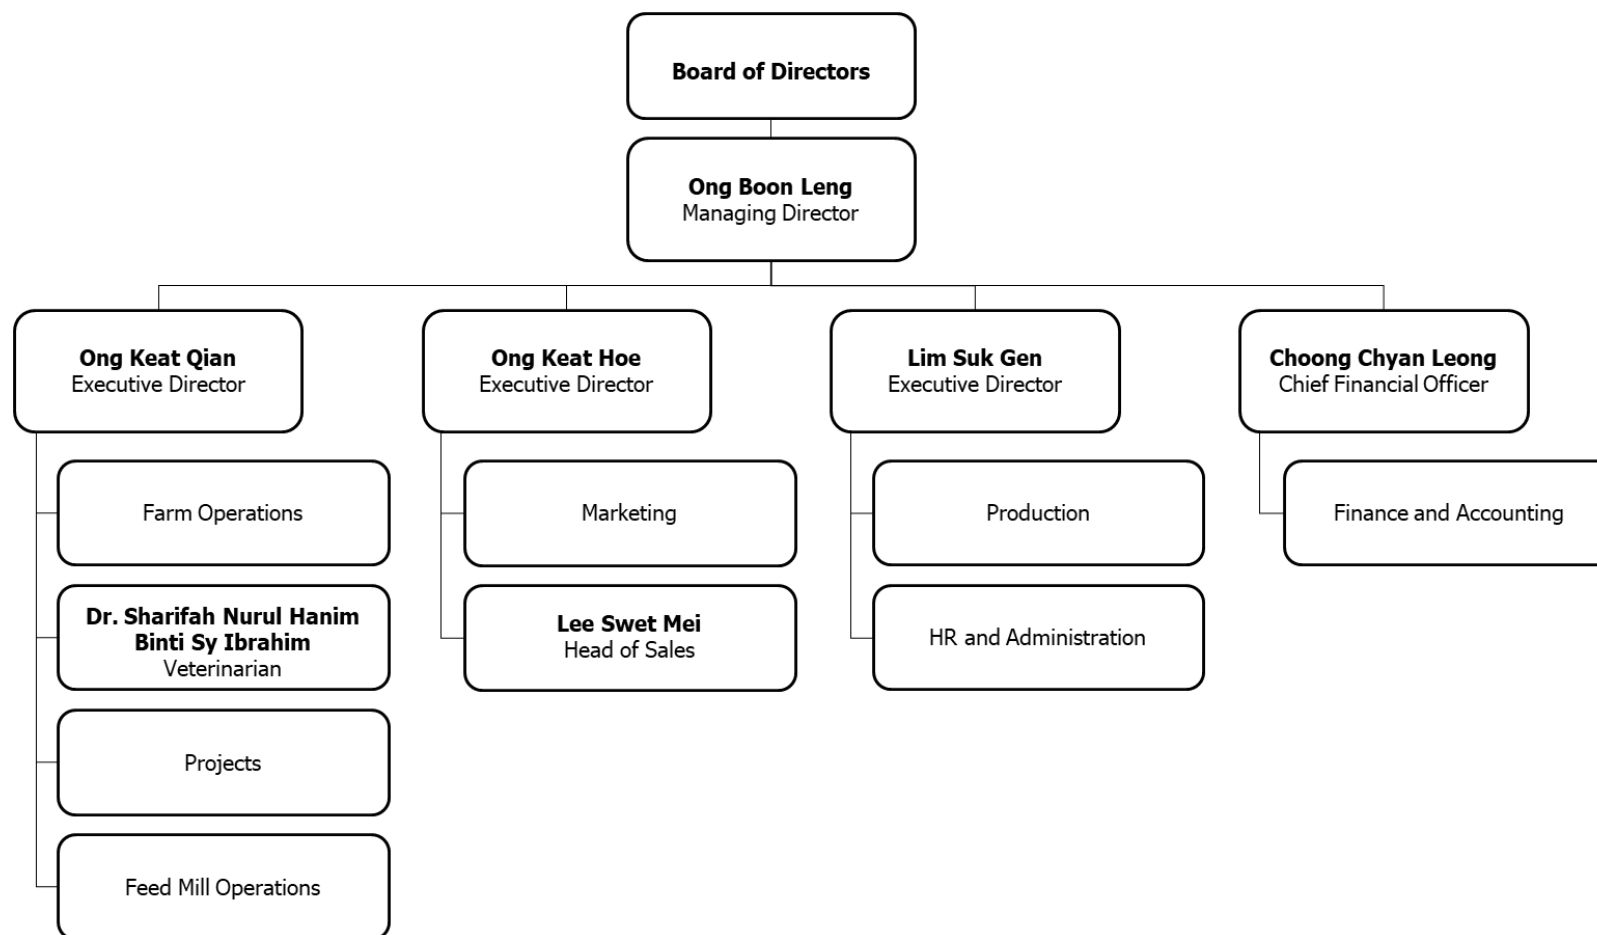 Board of Directors
Ong Boon Leng
Managing Director
Ong Keat Qian
Executive Director
Ong Keat Hoe
Executive Director
Lim Suk Gen
Executive Director
Choong Chyan Leong
Chief Financial Officer
Farm Operations
Marketing
Production
Finance and Accounting
Dr. Sharifah Nurul Hanim
Binti Sy Ibrahim
Veterinarian
Lee Swet Mei
Head of Sales
HR and Administration
Projects
Feed Mill Operations